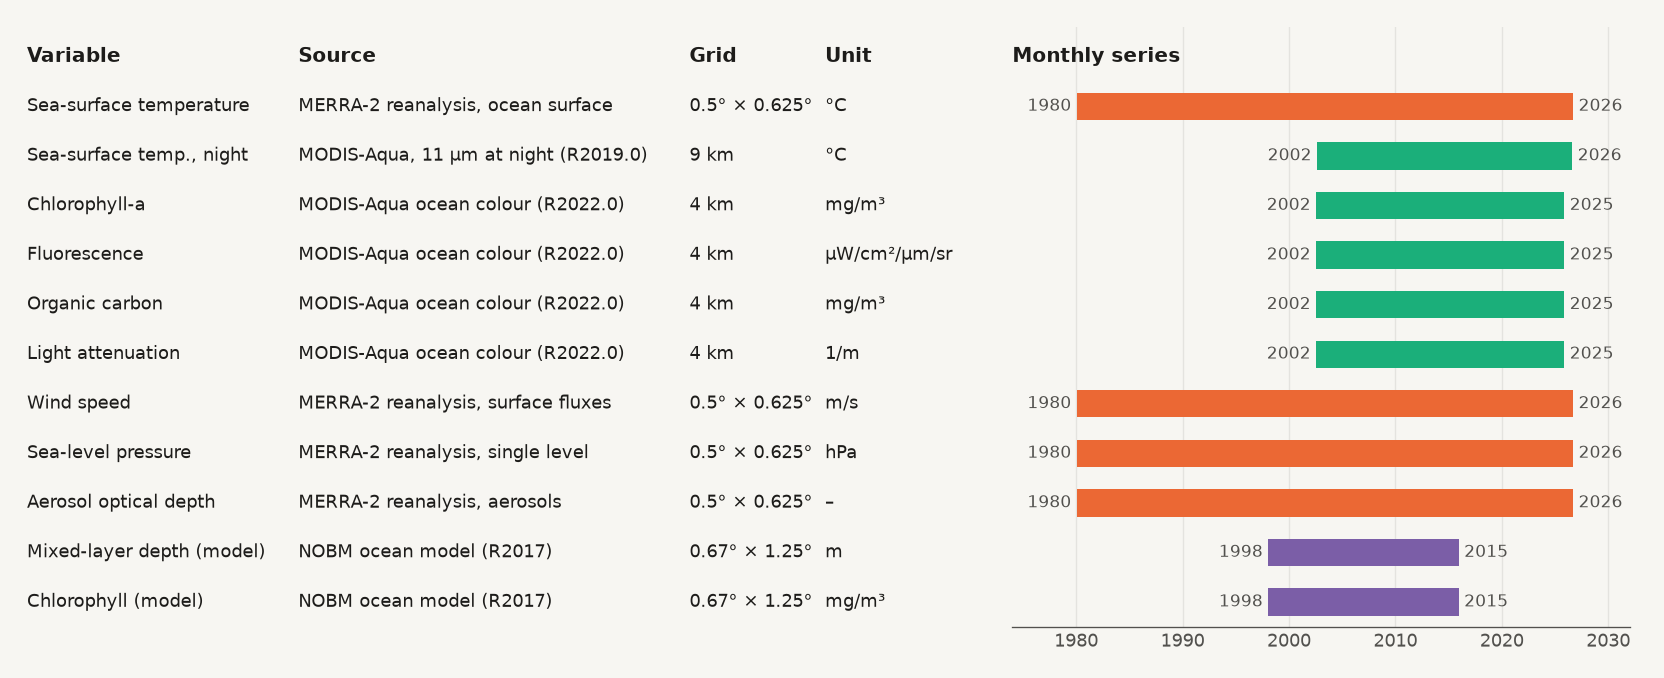 Variable Source Grid Unit Monthly series
Sea-surface temperature MERRA-2 reanalysis, ocean surface 0.5° × 0.625° °C 1980 2026
Sea-surface temp., night MODIS-Aqua, 11 µm at night (R2019.0) 9 km °C 2002 2026
Chlorophyll-a MODIS-Aqua ocean colour (R2022.0) 4 km mg/m³ 2002 2025
Fluorescence MODIS-Aqua ocean colour (R2022.0) 4 km µW/cm²/µm/sr 2002 2025
Organic carbon MODIS-Aqua ocean colour (R2022.0) 4 km mg/m³ 2002 2025
Light attenuation MODIS-Aqua ocean colour (R2022.0) 4 km 1/m 2002 2025
Wind speed MERRA-2 reanalysis, surface fluxes 0.5° × 0.625° m/s 1980 2026
Sea-level pressure MERRA-2 reanalysis, single level 0.5° × 0.625° hPa 1980 2026
Aerosol optical depth MERRA-2 reanalysis, aerosols 0.5° × 0.625° – 1980 2026
Mixed-layer depth (model) NOBM ocean model (R2017) 0.67° × 1.25° m 1998 2015
Chlorophyll (model) NOBM ocean model (R2017) 0.67° × 1.25° mg/m³ 1998 2015
1980 1990 2000 2010 2020 2030